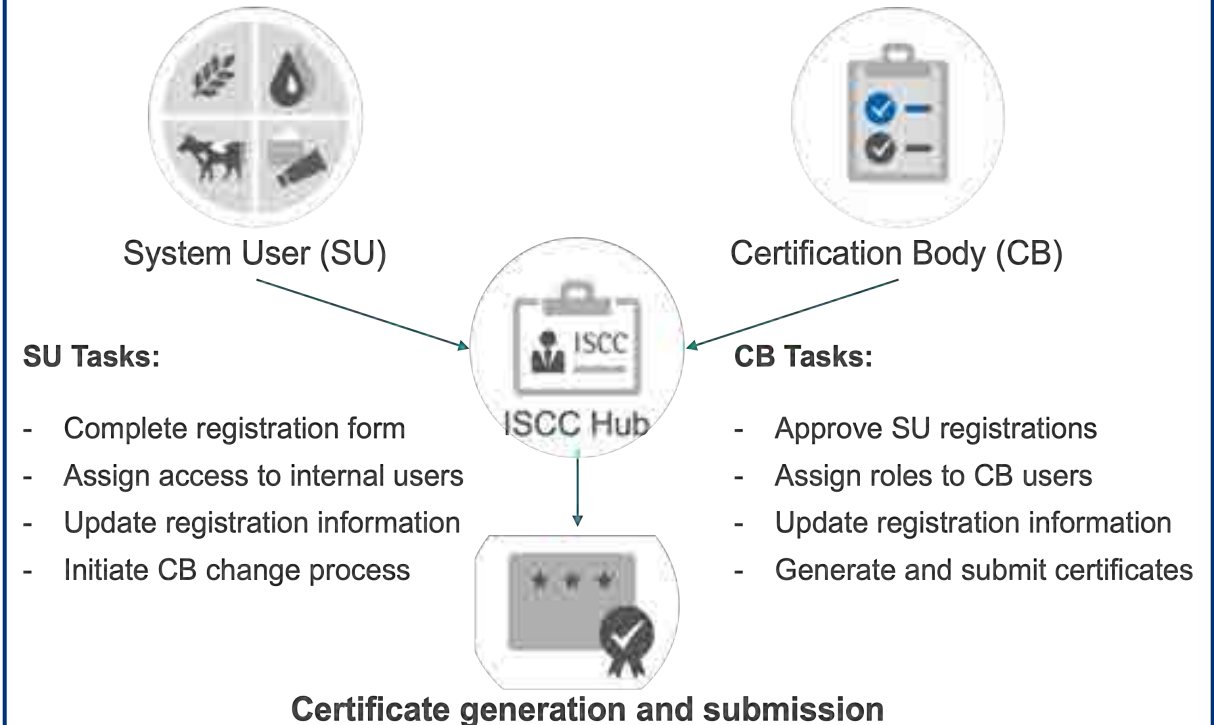 System User (SU)
Certification Body (CB)
ISCC
ISCC Hub
SU Tasks:
- Complete registration form
- Assign access to internal users
- Update registration information
- Initiate CB change process
CB Tasks:
- Approve SU registrations
- Assign roles to CB users
- Update registration information
- Generate and submit certificates
Certificate generation and submission